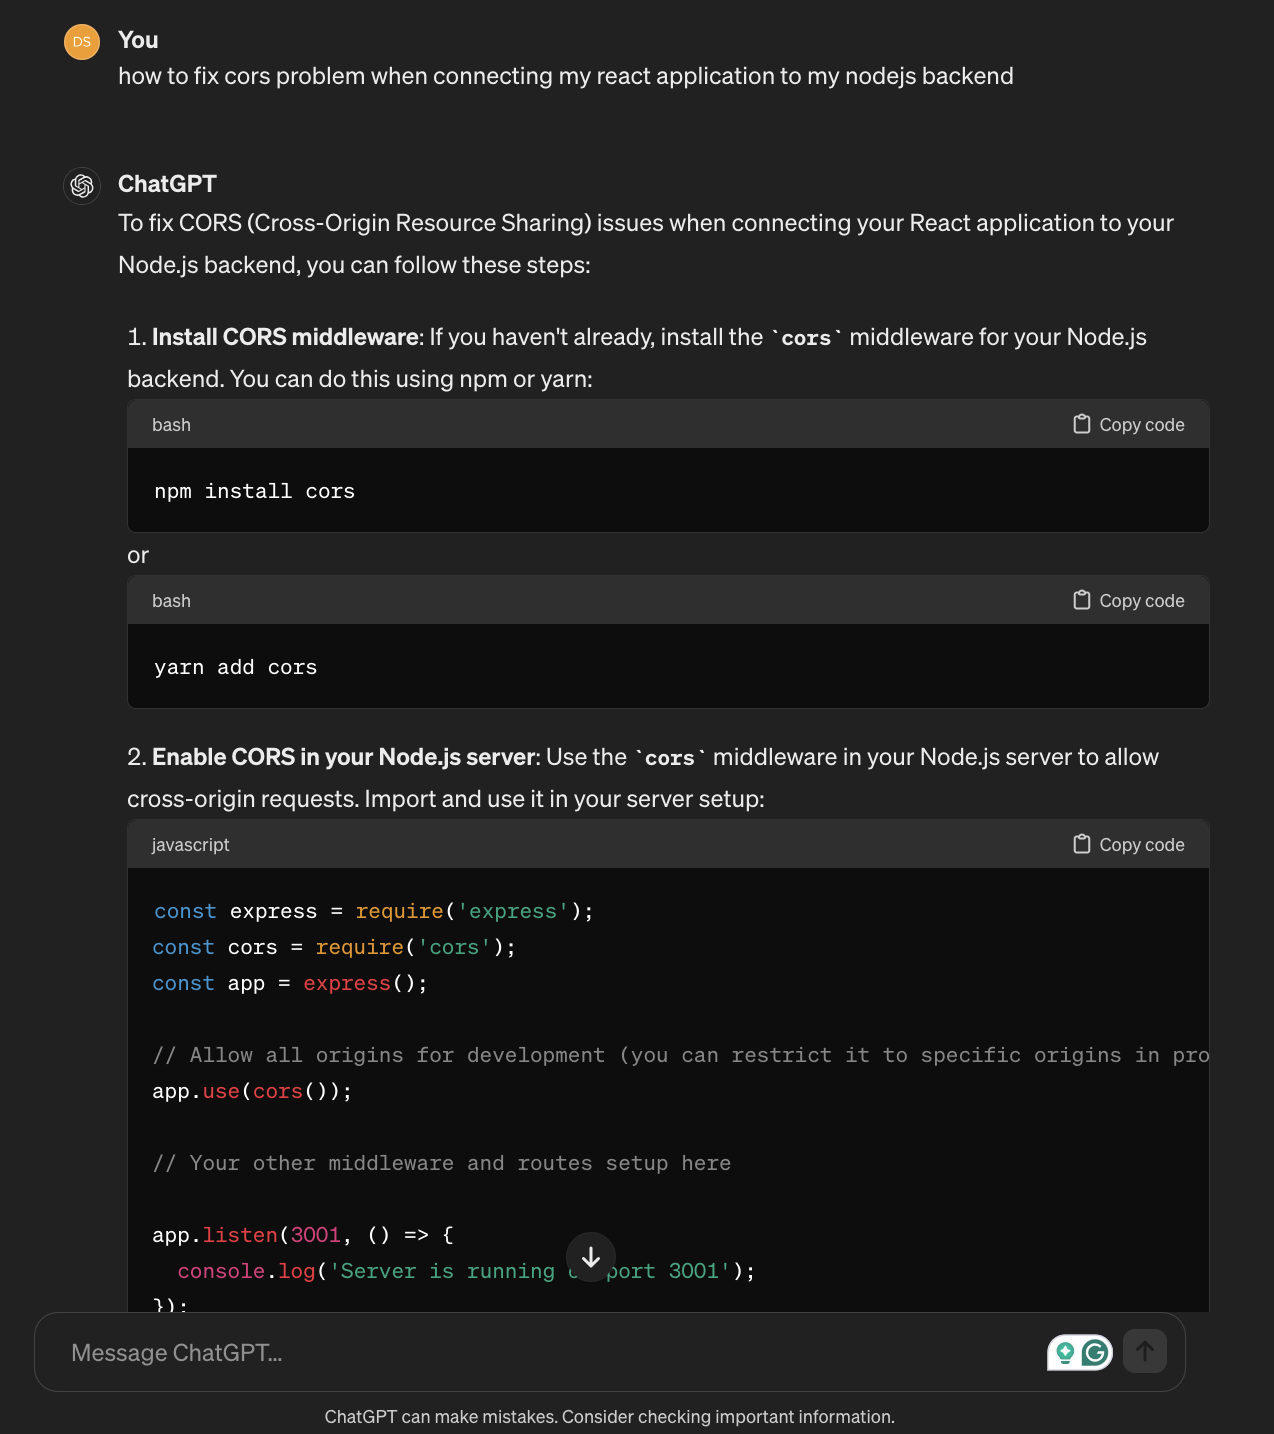 DS
You
how to fix cors problem when connecting my react application to my nodejs backend
ChatGPT
To fix CORS (Cross-Origin Resource Sharing) issues when connecting your React application to your
Node.js backend, you can follow these steps:
1. Install CORS middleware: If you haven't already, install the `cors` middleware for your Node.js
backend. You can do this using npm or yarn:
bash Copy code
npm install cors
or
bash Copy code
yarn add cors
2. Enable CORS in your Node.js server: Use the `cors` middleware in your Node.js server to allow
cross-origin requests. Import and use it in your server setup:
javascript Copy code
const express = require('express');
const cors = require('cors');
const app = express();
// Allow all origins for development (you can restrict it to specific origins in pro
app.use(cors());
// Your other middleware and routes setup here
app.listen(3001, () => {
console.log('Server is running port 3001');
});
Message ChatGPT...
ChatGPT can make mistakes. Consider checking important information.